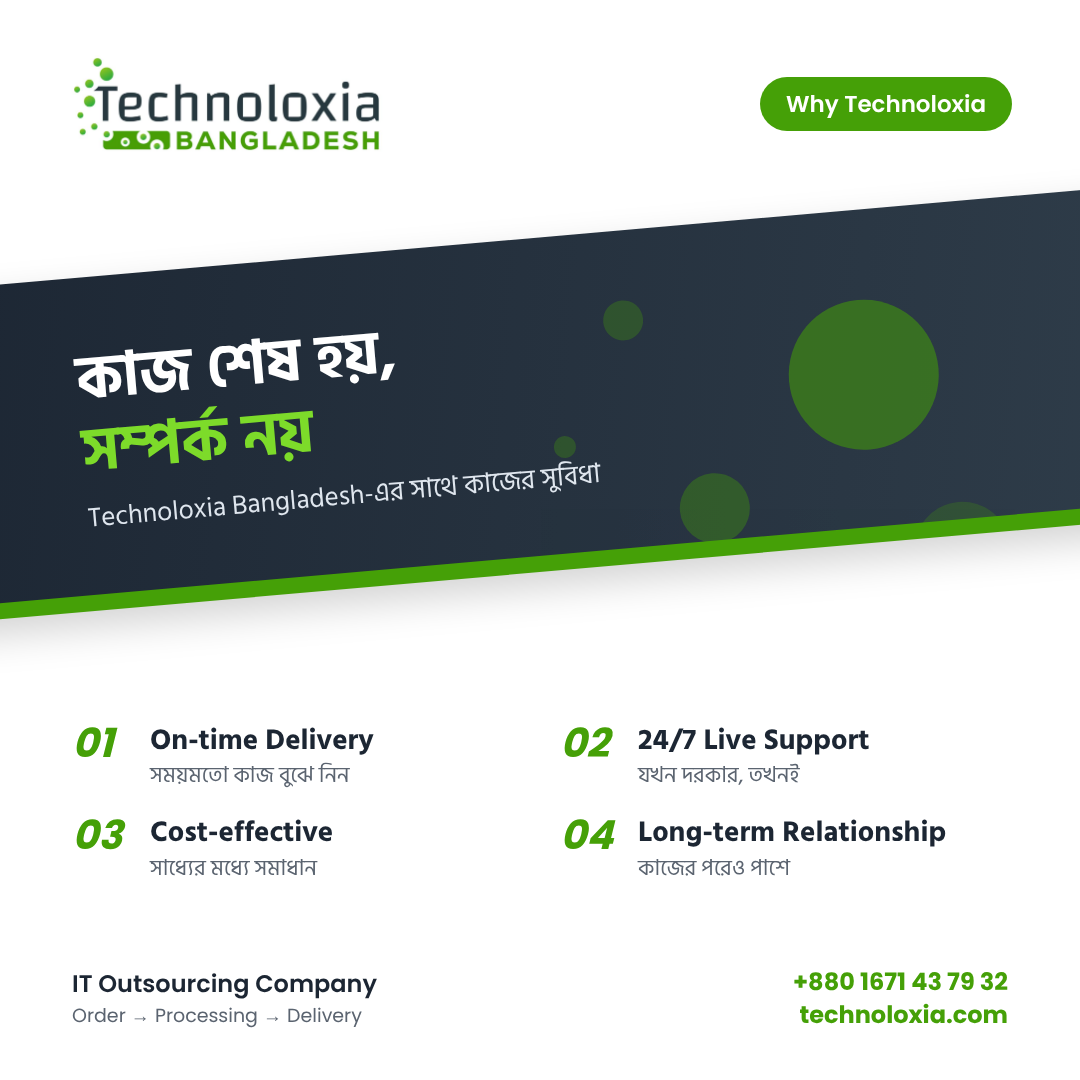 Technoloxia
BANGLADESH
Why Technoloxia
কাজ শেষ হয়,
সম্পর্ক নয়
Technoloxia Bangladesh-এর সাথে কাজের সুবিধা
01 On-time Delivery
সময়মতো কাজ বুঝে নিন
02 24/7 Live Support
যখন দরকার, তখনই
03 Cost-effective
সাধ্যের মধ্যে সমাধান
04 Long-term Relationship
কাজের পরেও পাশে
IT Outsourcing Company
Order → Processing → Delivery
+880 1671 43 79 32
technoloxia.com